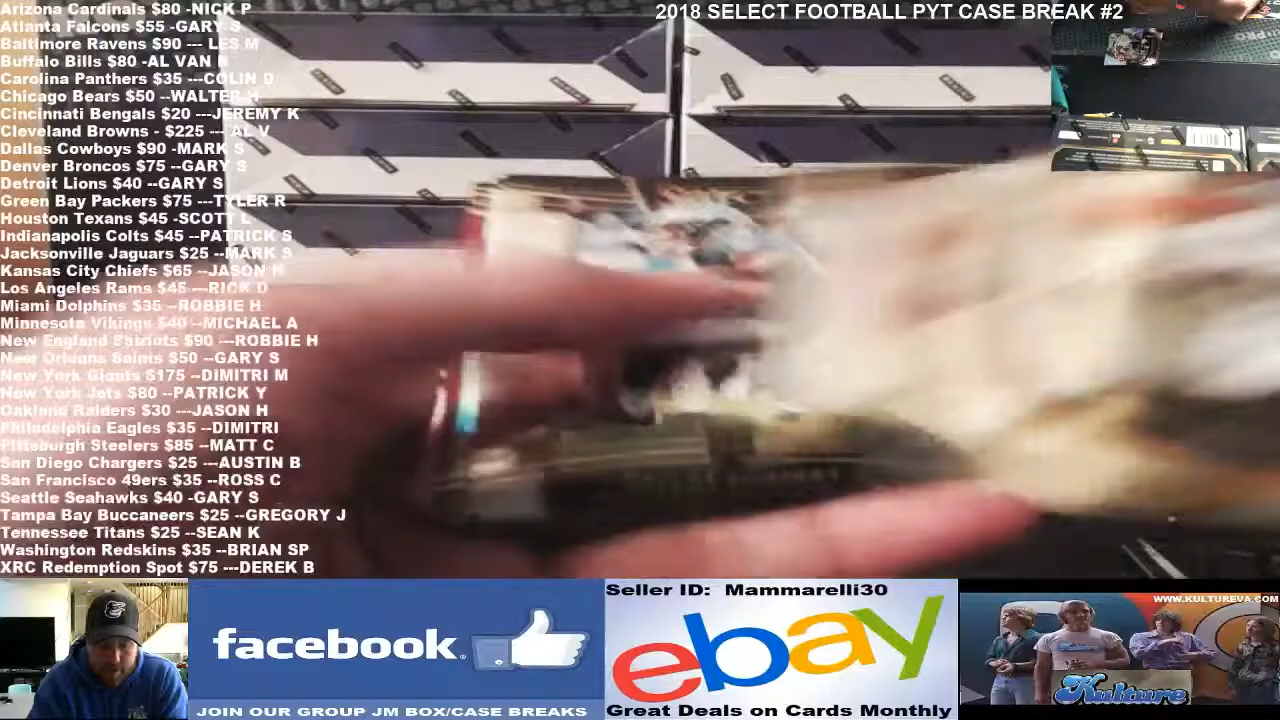 2018 SELECT FOOTBALL PYT CASE BREAK #2
Arizona Cardinals $80 -NICK P
Atlanta Falcons $55 -GARY S
Baltimore Ravens $90 --- LES M
Buffalo Bills $80 -AL VAN
Carolina Panthers $35 ---COLIN D
Chicago Bears $50 --WALTER H
Cincinnati Bengals $20 ---JEREMY K
Cleveland Browns - $225 --- AL V
Dallas Cowboys $90 -MARK S
Denver Broncos $75 --GARY S
Detroit Lions $40 --GARY S
Green Bay Packers $75 ---TYLER R
Houston Texans $45 -SCOTT L
Indianapolis Colts $45 --PATRICK S
Jacksonville Jaguars $25 --MARK S
Kansas City Chiefs $65 --JASON H
Los Angeles Rams $45 ---RICK D
Miami Dolphins $35 --ROBBIE H
Minnesota Vikings $40 --MICHAEL A
New England Patriots $90 ---ROBBIE H
New Orleans Saints $50 --GARY S
New York Giants $175 --DIMITRI M
New York Jets $80 --PATRICK Y
Oakland Raiders $30 ---JASON H
Philadelphia Eagles $35 --DIMITRI
Pittsburgh Steelers $85 --MATT C
San Diego Chargers $25 ---AUSTIN B
San Francisco 49ers $35 --ROSS C
Seattle Seahawks $40 -GARY S
Tampa Bay Buccaneers $25 --GREGORY J
Tennessee Titans $25 --SEAN K
Washington Redskins $35 --BRIAN SP
XRC Redemption Spot $75 ---DEREK B
facebook
JOIN OUR GROUP JM BOX/CASE BREAKS
Seller ID: Mammarelli30
ebay
Great Deals on Cards Monthly
WWW.KULTUREVA.COM
Kulture